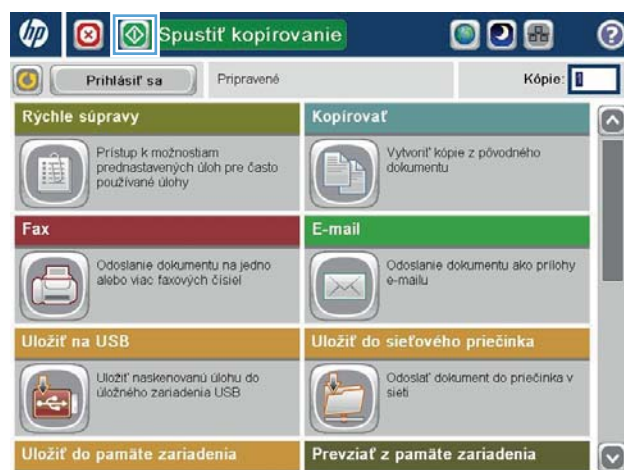 hp
Spustiť kopírovanie
?
Prihlásiť sa
Pripravené
Kópie: 1
Rýchle súpravy
Prístup k možnostiam
prednastavených úloh pre často
používané úlohy
Kopírovať
Vytvoriť kópie z pôvodného
dokumentu
Fax
Odoslanie dokumentu na jedno
alebo viac faxových čísiel
E-mail
Odoslanie dokumentu ako prílohy
e-mailu
Uložiť na USB
Uložiť naskenovanú úlohu do
úložného zariadenia USB
Uložiť do sieťového priečinka
Odoslať dokument do priečinka v
sieti
Uložiť do pamäte zariadenia
Prevziať z pamäte zariadenia